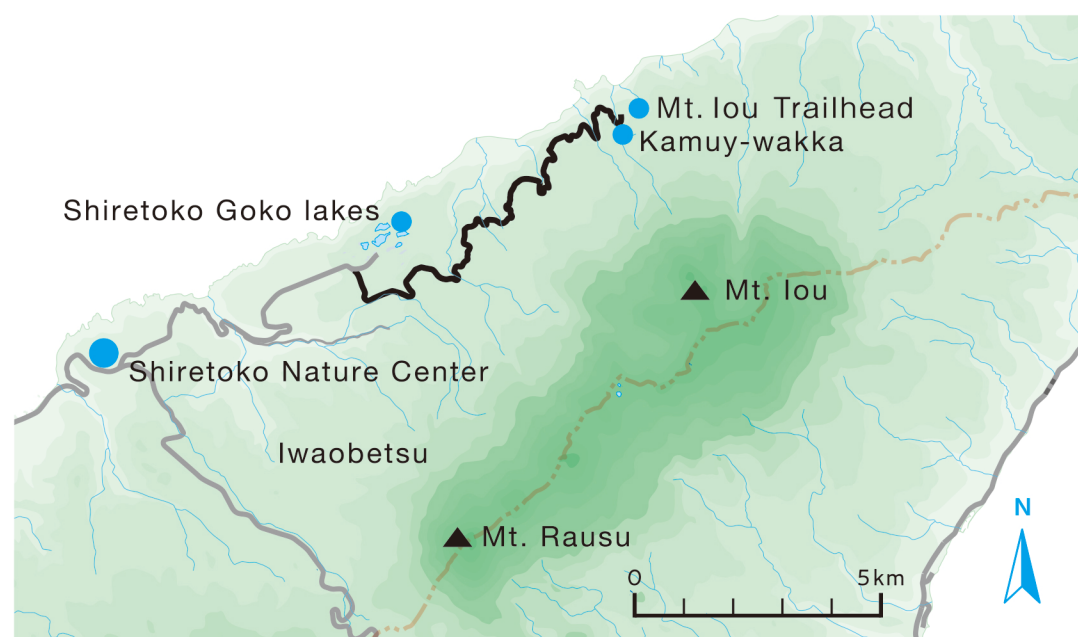 Mt. Iou Trailhead
Kamuy-wakka
Shiretoko Goko lakes
Mt. Iou
Shiretoko Nature Center
Iwaobetsu
Mt. Rausu
N
0 5km